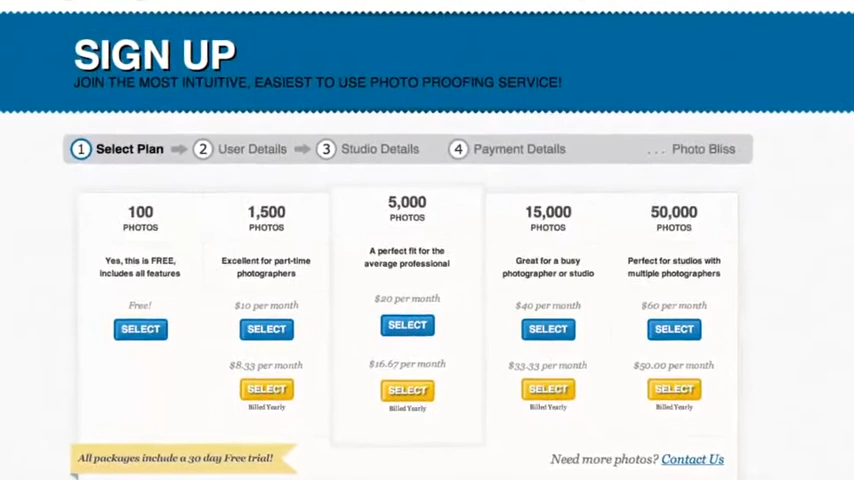 SIGN UP
JOIN THE MOST INTUITIVE, EASIEST TO USE PHOTO PROOFING SERVICE!
1 Select Plan 2 User Details 3 Studio Details 4 Payment Details ... Photo Bliss
100
PHOTOS
Yes, this is FREE,
includes all features
Free!
SELECT
1,500
PHOTOS
Excellent for part-time
photographers
$10 per month
SELECT
$8.33 per month
SELECT
Billed Yearly
5,000
PHOTOS
A perfect fit for the
average professional
$20 per month
SELECT
$16.67 per month
SELECT
Billed Yearly
15,000
PHOTOS
Great for a busy
photographer or studio
$40 per month
SELECT
$33.33 per month
SELECT
Billed Yearly
50,000
PHOTOS
Perfect for studios with
multiple photographers
$60 per month
SELECT
$50.00 per month
SELECT
Billed Yearly
All packages include a 30 day Free trial!
Need more photos? Contact Us